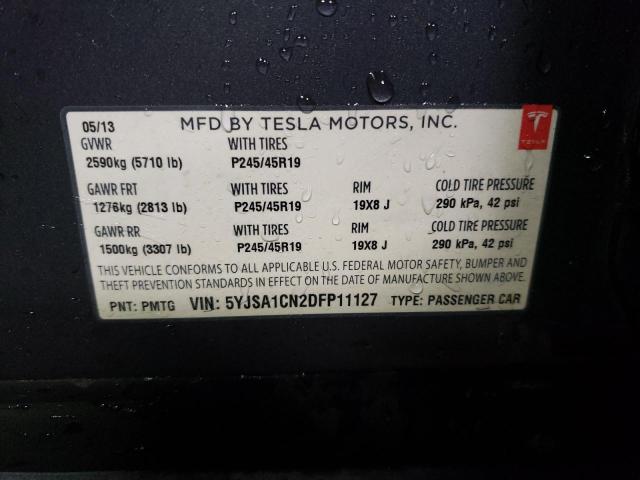 05/13 MFD BY TESLA MOTORS, INC.
GVWR WITH TIRES
2590kg (5710 lb) P245/45R19
GAWR FRT WITH TIRES RIM COLD TIRE PRESSURE
1276kg (2813 lb) P245/45R19 19X8 J 290 kPa, 42 psi
GAWR RR WITH TIRES RIM COLD TIRE PRESSURE
1500kg (3307 lb) P245/45R19 19X8 J 290 kPa, 42 psi
THIS VEHICLE CONFORMS TO ALL APPLICABLE U.S. FEDERAL MOTOR SAFETY, BUMPER AND
THEFT PREVENTION STANDARDS IN EFFECT ON THE DATE OF MANUFACTURE SHOWN ABOVE.
PNT: PMTG VIN: 5YJSA1CN2DFP11127 TYPE: PASSENGER CAR
TESLA